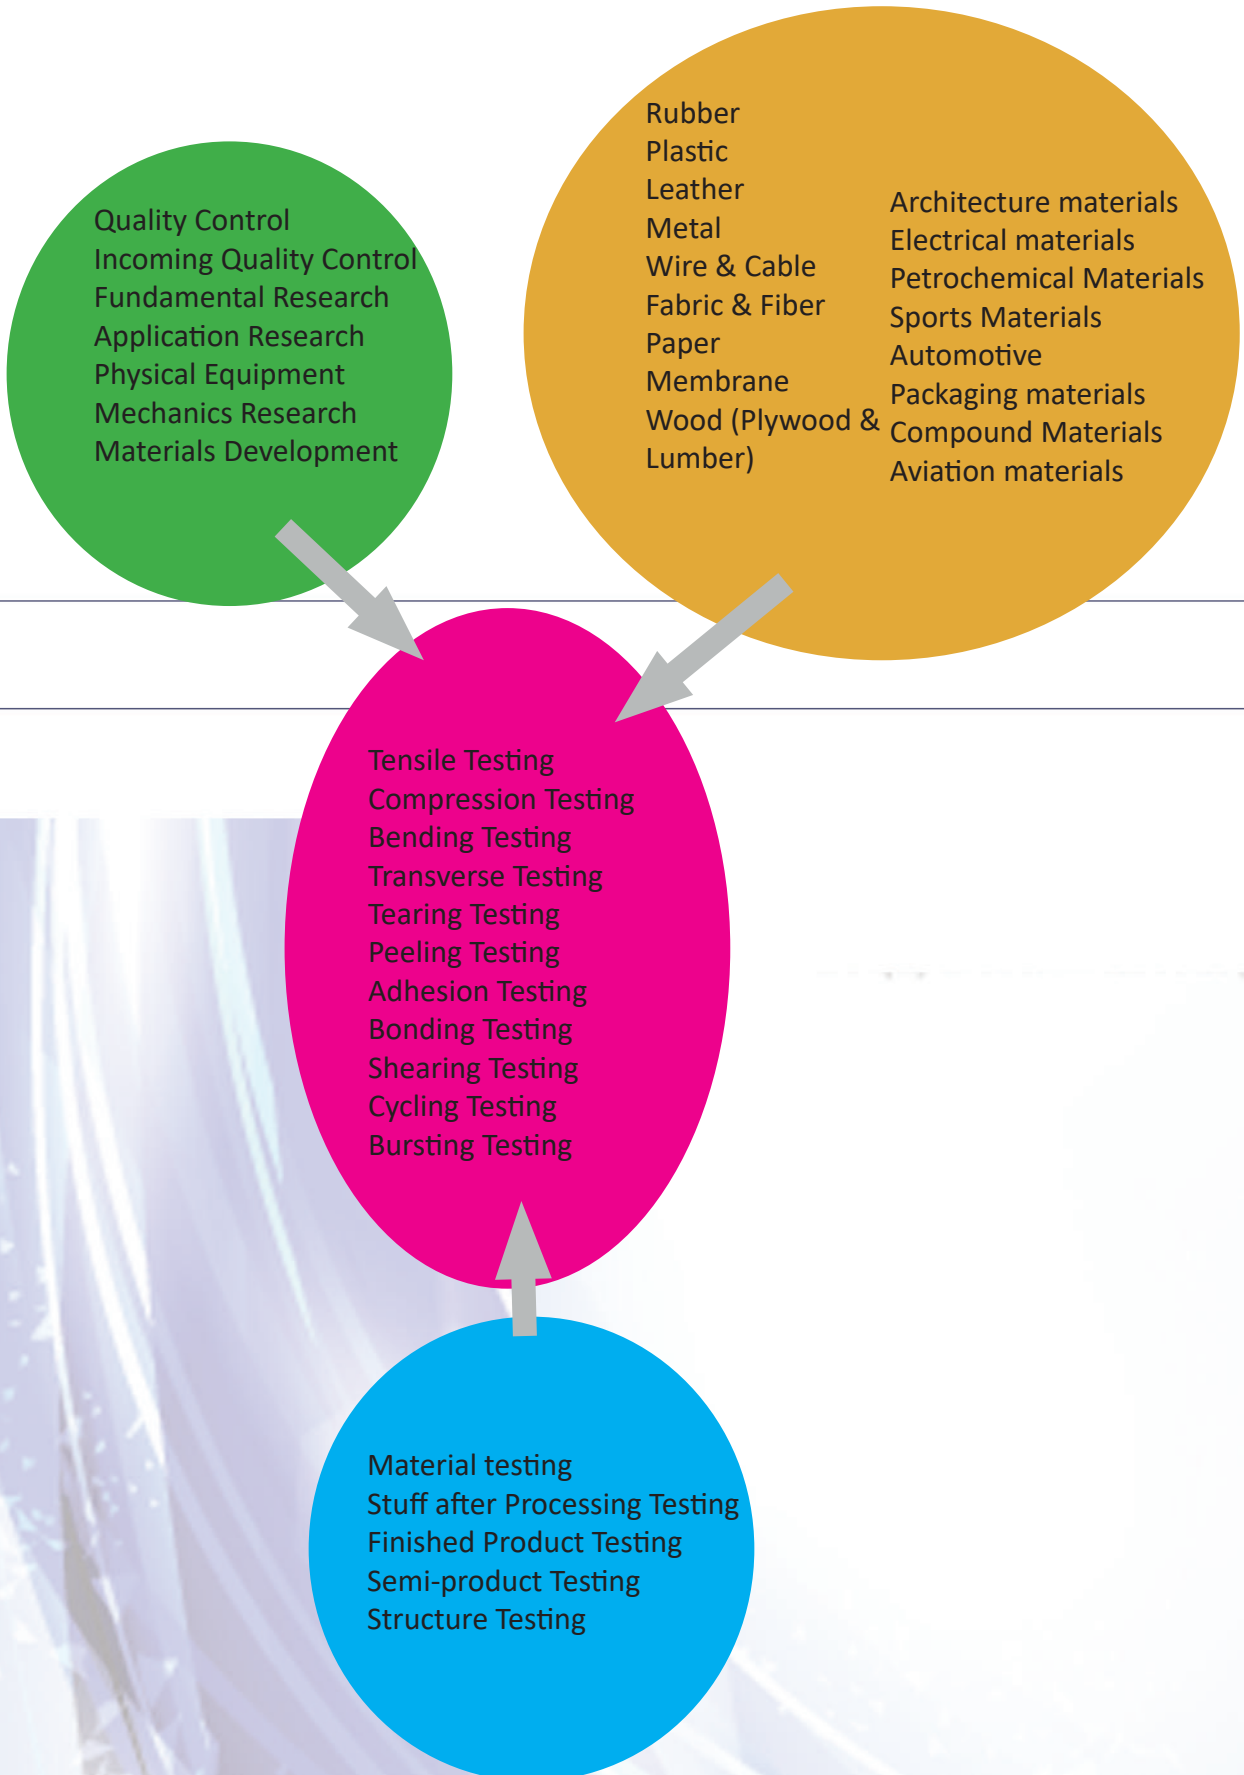 Quality Control
Incoming Quality Control
Fundamental Research
Application Research
Physical Equipment
Mechanics Research
Materials Development
Rubber
Plastic
Leather
Metal
Wire & Cable
Fabric & Fiber
Paper
Membrane
Wood (Plywood &
Lumber)
Architecture materials
Electrical materials
Petrochemical Materials
Sports Materials
Automotive
Packaging materials
Compound Materials
Aviation materials
Tensile Testing
Compression Testing
Bending Testing
Transverse Testing
Tearing Testing
Peeling Testing
Adhesion Testing
Bonding Testing
Shearing Testing
Cycling Testing
Bursting Testing
Material testing
Stuff after Processing Testing
Finished Product Testing
Semi-product Testing
Structure Testing